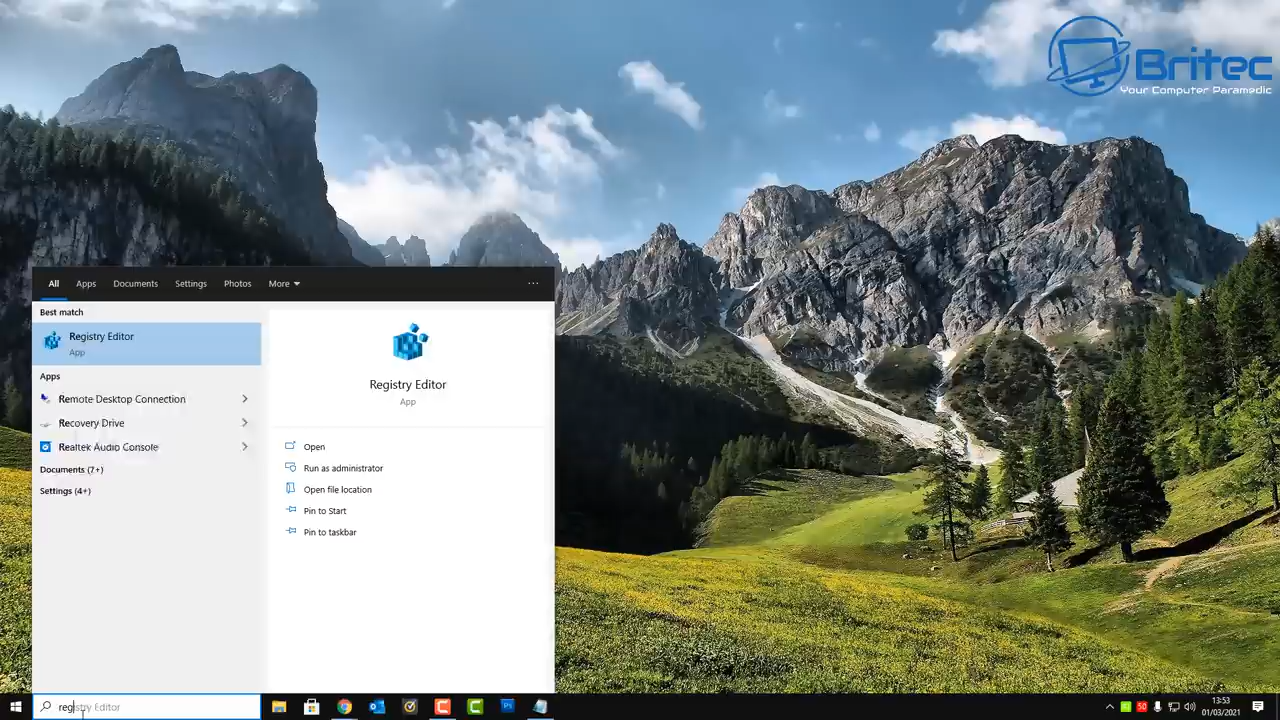 Britec
Your Computer Paramedic
All
Apps
Documents
Settings
Photos
More
Best match
Registry Editor
App
Apps
Remote Desktop Connection
Recovery Drive
Realtek Audio Console
Documents (7+)
Settings (4+)
Registry Editor
App
Open
Run as administrator
Open file location
Pin to Start
Pin to taskbar
registry Editor
50
13:53
01/03/2021